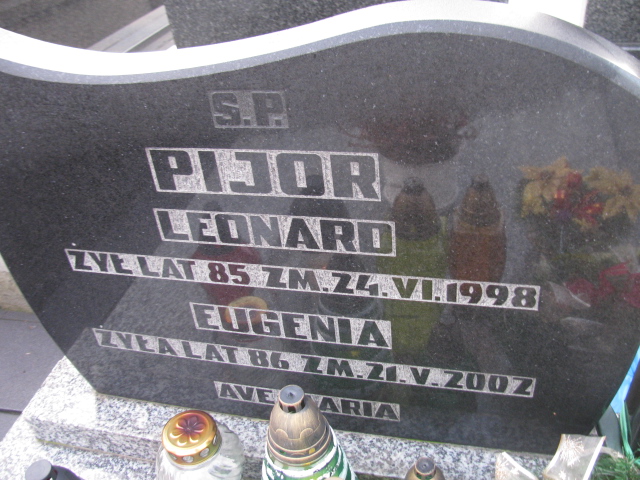 Ś.P.
PIJOR
LEONARD
ŻYŁ LAT 85 ZM. 24.VI.1998
EUGENIA
ŻYŁA LAT 86 ZM. 21.V.2002
AVE MARIA